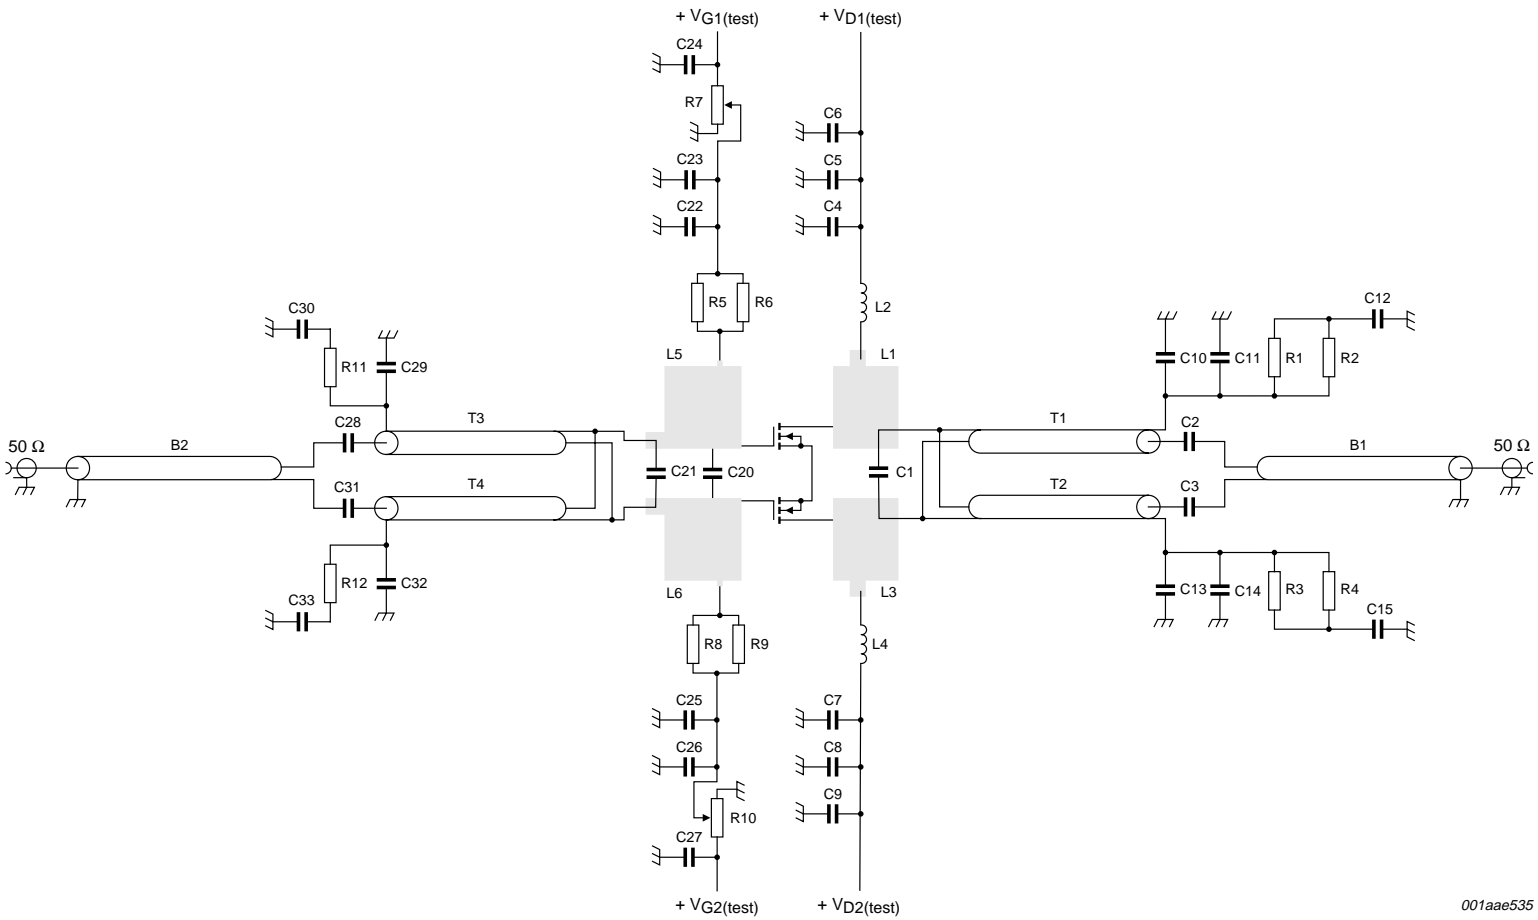 + VG1(test)
+ VD1(test)
C24
R7
C6
C23
C5
C22
C4
R5
R6
L2
C30
C12
R11
C29
C10
C11
R1
R2
L5
L1
T3
T1
C28
C2
50 Ω
B2
C21
C20
C1
B1
50 Ω
C31
T4
T2
C3
R12
C32
C33
L6
L3
C13
C14
R3
R4
C15
R8
R9
L4
C25
C7
C26
C8
C9
R10
C27
+ VG2(test)
+ VD2(test)